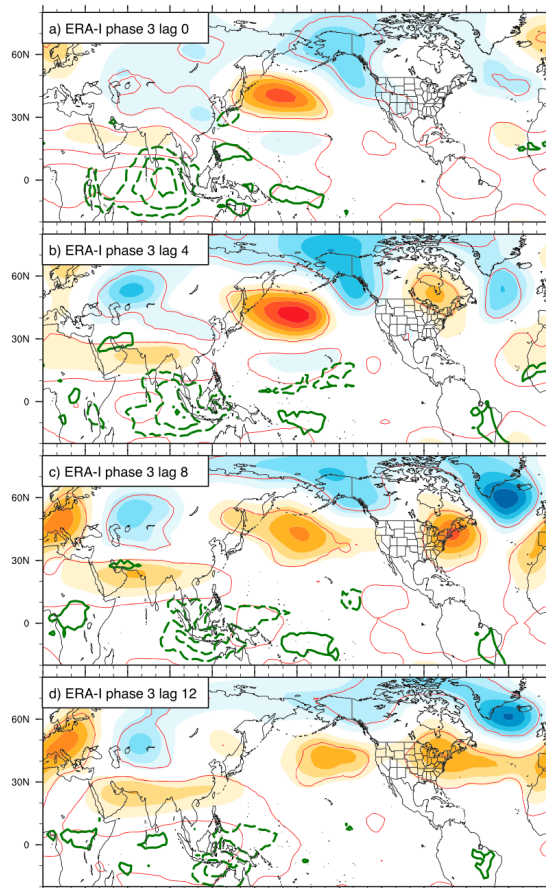 a) ERA-I phase 3 lag 0
60N
30N
0
b) ERA-I phase 3 lag 4
60N
30N
0
c) ERA-I phase 3 lag 8
60N
30N
0
d) ERA-I phase 3 lag 12
60N
30N
0